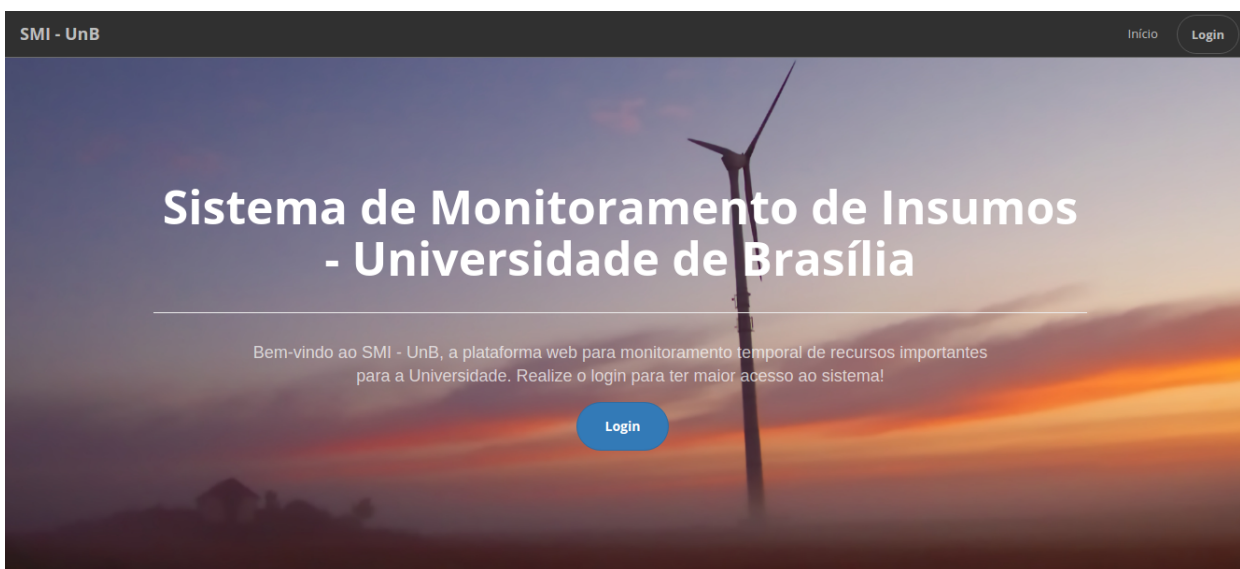 SMI - UnB
Início
Login
Sistema de Monitoramento de Insumos
- Universidade de Brasília
Bem-vindo ao SMI - UnB, a plataforma web para monitoramento temporal de recursos importantes
para a Universidade. Realize o login para ter maior acesso ao sistema!
Login